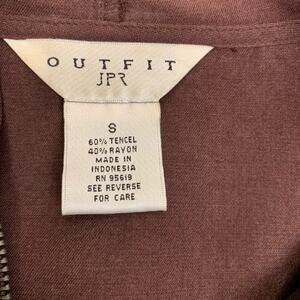 OUTFIT
JPR
S
60% TENCEL
40% RAYON
MADE IN
INDONESIA
RN 95619
SEE REVERSE
FOR CARE